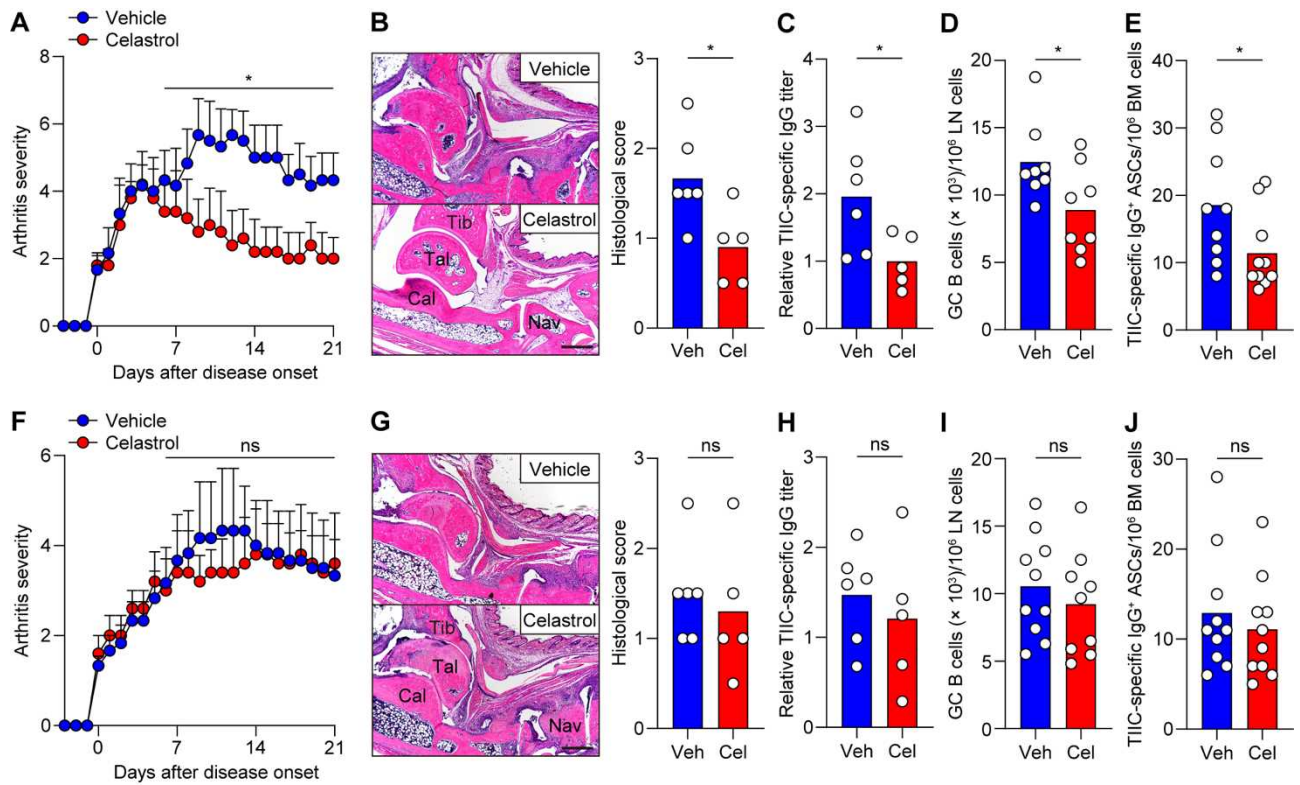 A
Vehicle
Celastrol
Arthritis severity
8
6
4
2
0
*
0
7
14
21
Days after disease onset
B
Vehicle
Celastrol
Tib
Tal
Cal
Nav
Histological score
3
2
1
0
*
Veh
Cel
C
Relative TIIC-specific IgG titer
4
3
2
1
0
*
Veh
Cel
D
GC B cells (× 10³)/10⁶ LN cells
20
15
10
5
0
*
Veh
Cel
E
TIIC-specific IgG⁺ ASCs/10⁶ BM cells
40
30
20
10
0
*
Veh
Cel
F
Vehicle
Celastrol
Arthritis severity
6
4
2
0
ns
0
7
14
21
Days after disease onset
G
Vehicle
Celastrol
Tib
Tal
Cal
Nav
Histological score
3
2
1
0
ns
Veh
Cel
H
Relative TIIC-specific IgG titer
3
2
1
0
ns
Veh
Cel
I
GC B cells (× 10³)/10⁶ LN cells
20
15
10
5
0
ns
Veh
Cel
J
TIIC-specific IgG⁺ ASCs/10⁶ BM cells
30
20
10
0
ns
Veh
Cel